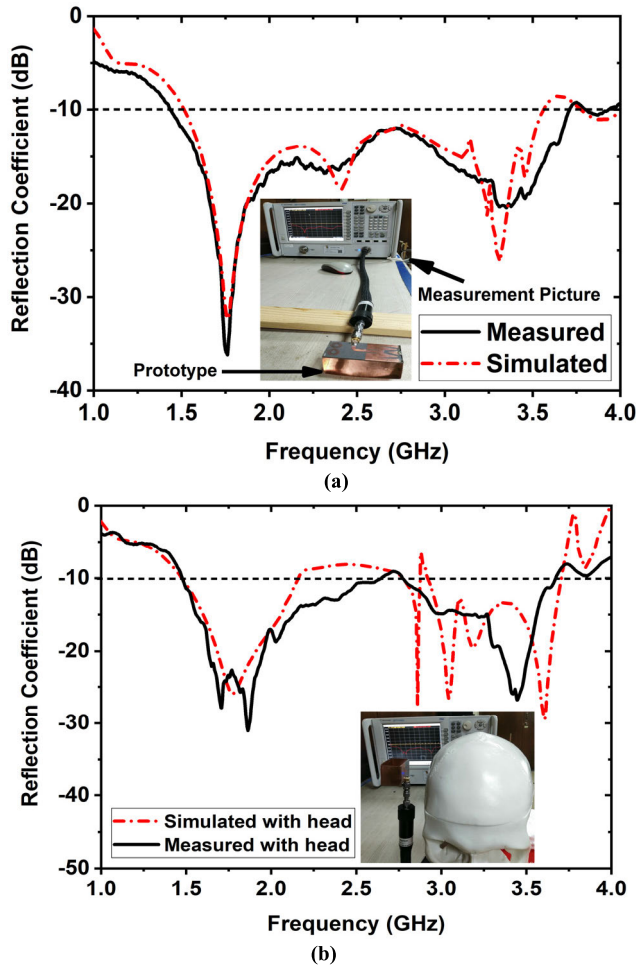 0
-10
-20
-30
-40
Reflection Coefficient (dB)
Measurement Picture
Measured
Simulated
Prototype
1.0 1.5 2.0 2.5 3.0 3.5 4.0
Frequency (GHz)
(a)
0
-10
-20
-30
-40
-50
Reflection Coefficient (dB)
Simulated with head
Measured with head
1.0 1.5 2.0 2.5 3.0 3.5 4.0
Frequency (GHz)
(b)